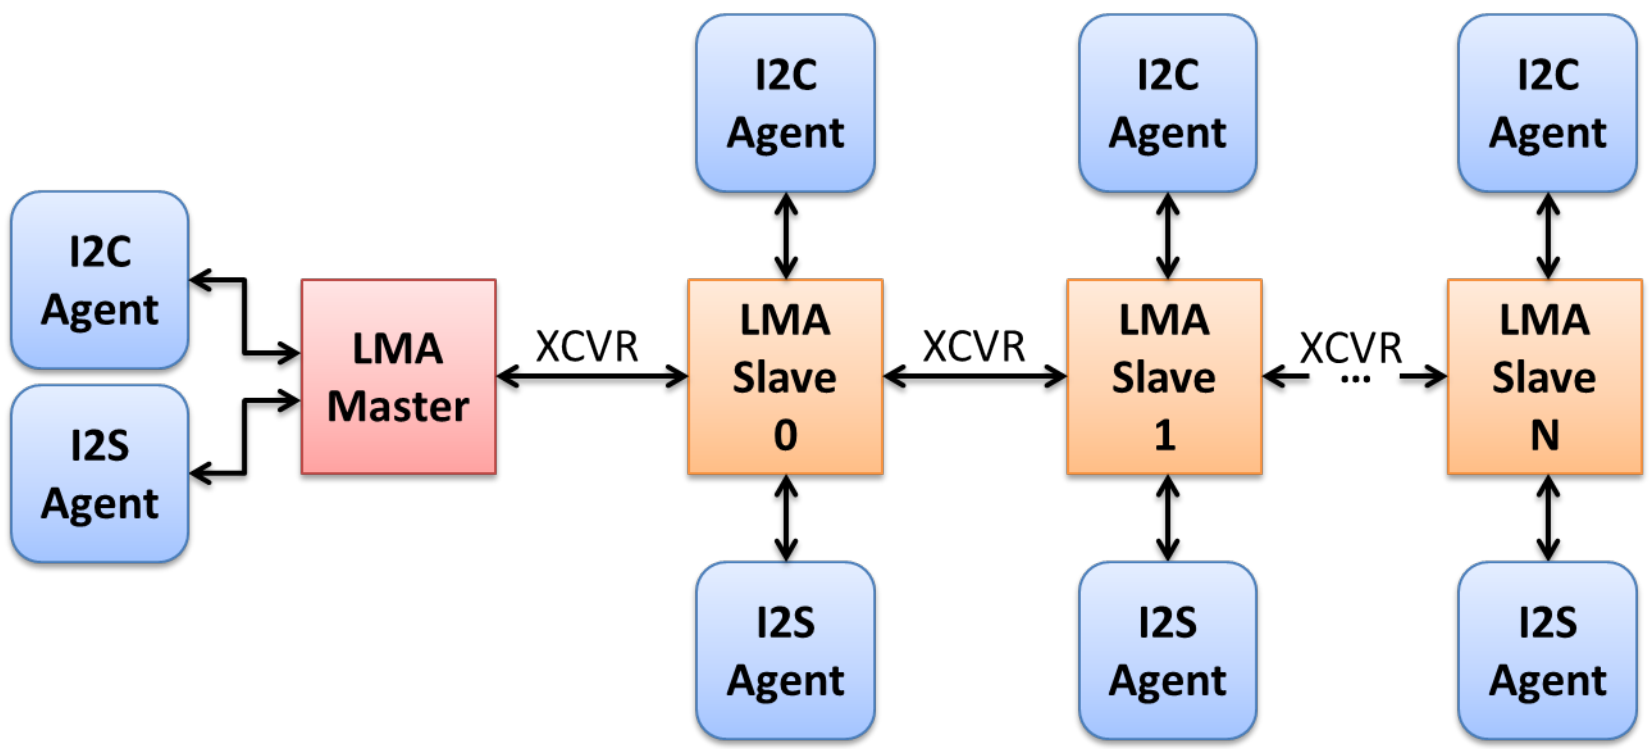 I2C
Agent
I2C
Agent
I2C
Agent
I2C
Agent
I2S
Agent
LMA
Master
XCVR
LMA
Slave
0
XCVR
LMA
Slave
1
XCVR
...
LMA
Slave
N
I2S
Agent
I2S
Agent
I2S
Agent